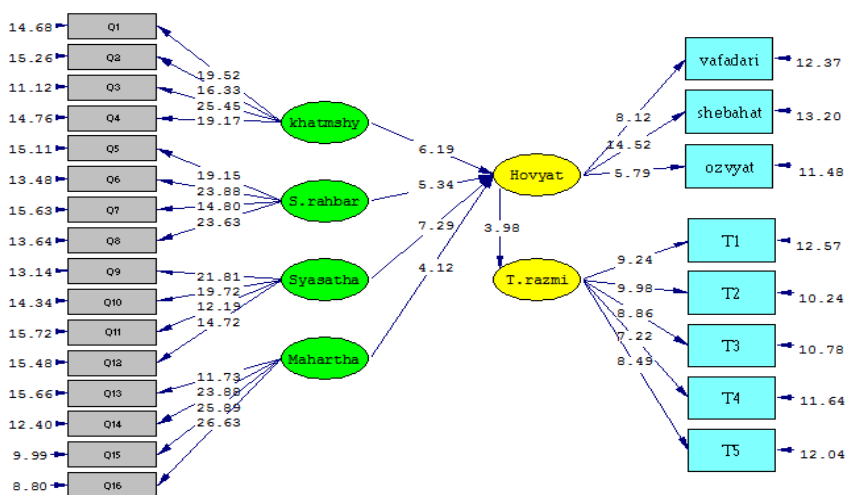 14.68 Q1
15.26 Q2
11.12 Q3
14.76 Q4
15.11 Q5
13.48 Q6
15.63 Q7
13.64 Q8
13.14 Q9
14.34 Q10
15.72 Q11
15.48 Q12
15.66 Q13
12.40 Q14
9.99 Q15
8.80 Q16
19.52
16.33
25.45
19.17
19.15
23.88
14.80
23.63
21.81
19.72
12.19
14.72
11.73
23.88
25.89
26.63
khatmshy
S.rahbar
Syasatha
Mahartha
6.19
5.34
7.29
4.12
Hovyat
3.98
T.razmi
8.12
14.52
5.79
9.24
9.98
8.86
7.22
8.49
vafadari 12.37
shebahat 13.20
ozvyat 11.48
T1 12.57
T2 10.24
T3 10.78
T4 11.64
T5 12.04